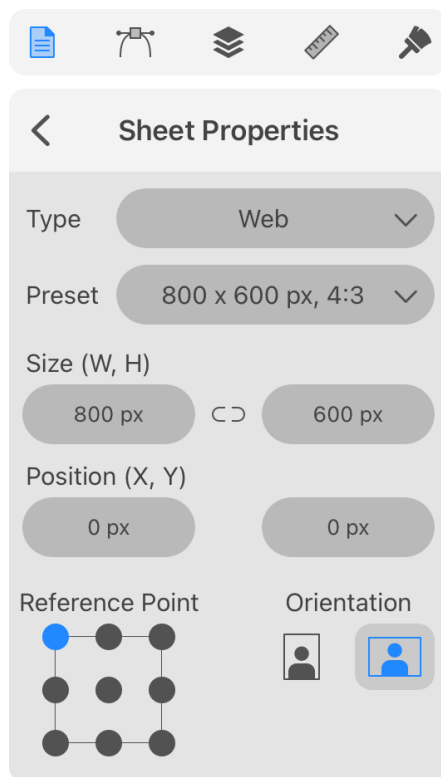 Sheet Properties
Type Web
Preset 800 x 600 px, 4:3
Size (W, H)
800 px 600 px
Position (X, Y)
0 px 0 px
Reference Point Orientation